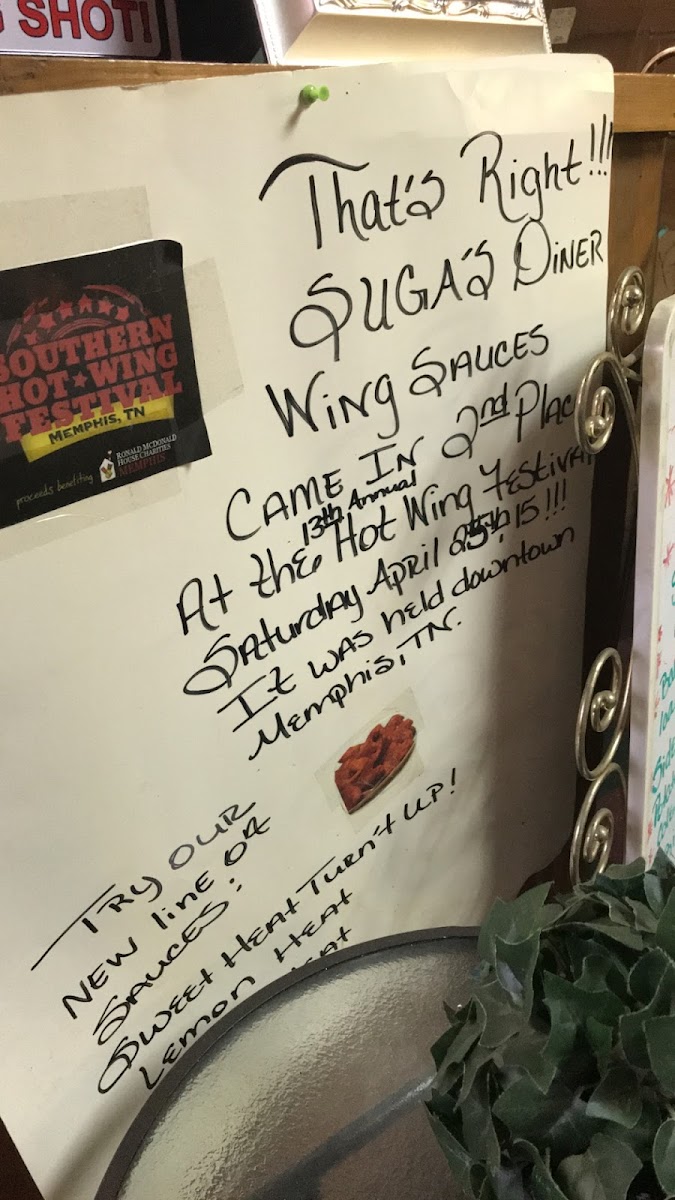 SHOT!
That's Right!!!
SUGA'S DINER
Wing Sauces
CAME IN 2nd
13th Annual
At the Hot Wing
Saturday April 25th, 15!!!
It was held downtown
Memphis, TN.
SOUTHERN
HOT WING
FESTIVAL
MEMPHIS, TN
proceeds benefiting
RONALD MCDONALD
HOUSE CHARITIES
MEMPHIS
TRY OUR
NEW line OF
SAUCES:
SWEET HEAT TURN'T UP!
Lemon HEAT